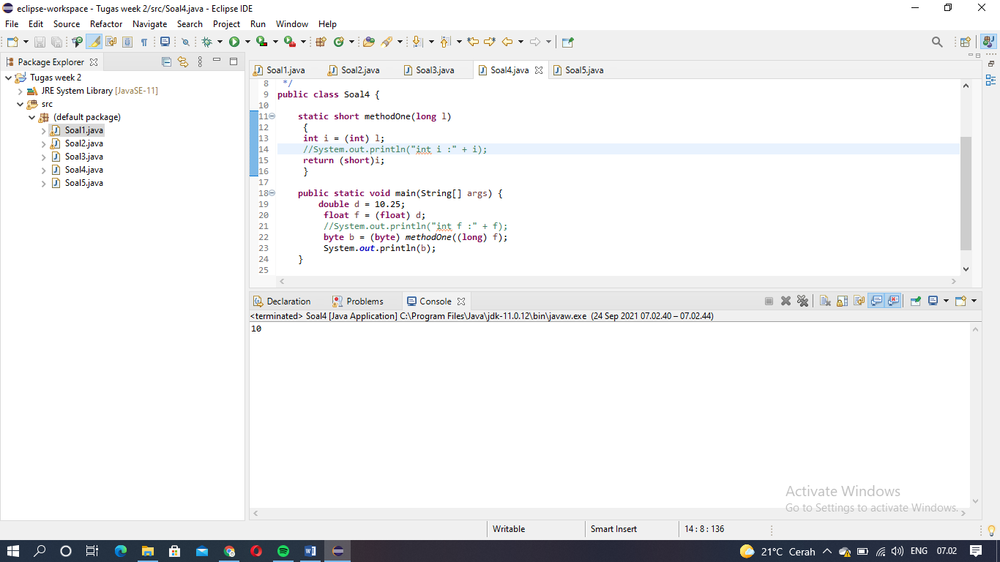 eclipse-workspace - Tugas week 2/src/Soal4.java - Eclipse IDE
File Edit Source Refactor Navigate Search Project Run Window Help
Package Explorer
Tugas week 2
JRE System Library [JavaSE-11]
src
(default package)
Soal1.java
Soal2.java
Soal3.java
Soal4.java
Soal5.java
Soal1.java Soal2.java Soal3.java Soal4.java Soal5.java
8 */
9 public class Soal4 {
10
11 static short methodOne(long l)
12 {
13 int i = (int) l;
14 //System.out.println("int i :" + i);
15 return (short)i;
16 }
17
18 public static void main(String[] args) {
19 double d = 10.25;
20 float f = (float) d;
21 //System.out.println("int f :" + f);
22 byte b = (byte) methodOne((long) f);
23 System.out.println(b);
24 }
25
Declaration Problems Console
<terminated> Soal4 [Java Application] C:\Program Files\Java\jdk-11.0.12\bin\javaw.exe (24 Sep 2021 07.02.40 – 07.02.44)
10
Activate Windows
Go to Settings to activate Windows.
Writable Smart Insert 14 : 8 : 136
21°C Cerah ENG 07.02